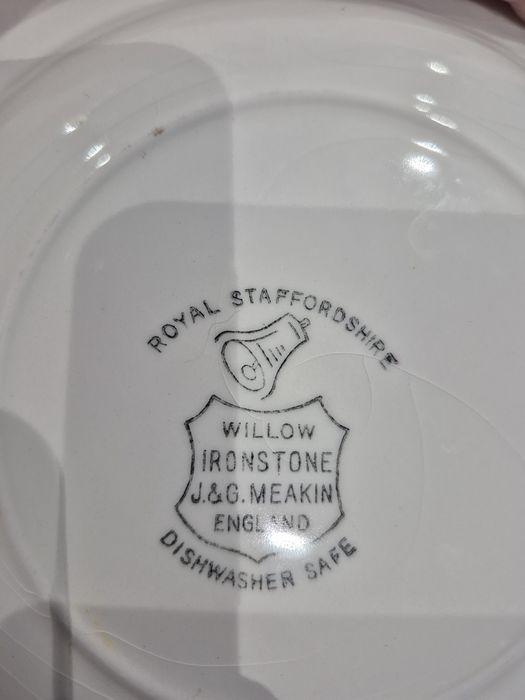 ROYAL STAFFORDSHIRE
WILLOW
IRONSTONE
J.&G. MEAKIN
ENGLAND
DISHWASHER SAFE